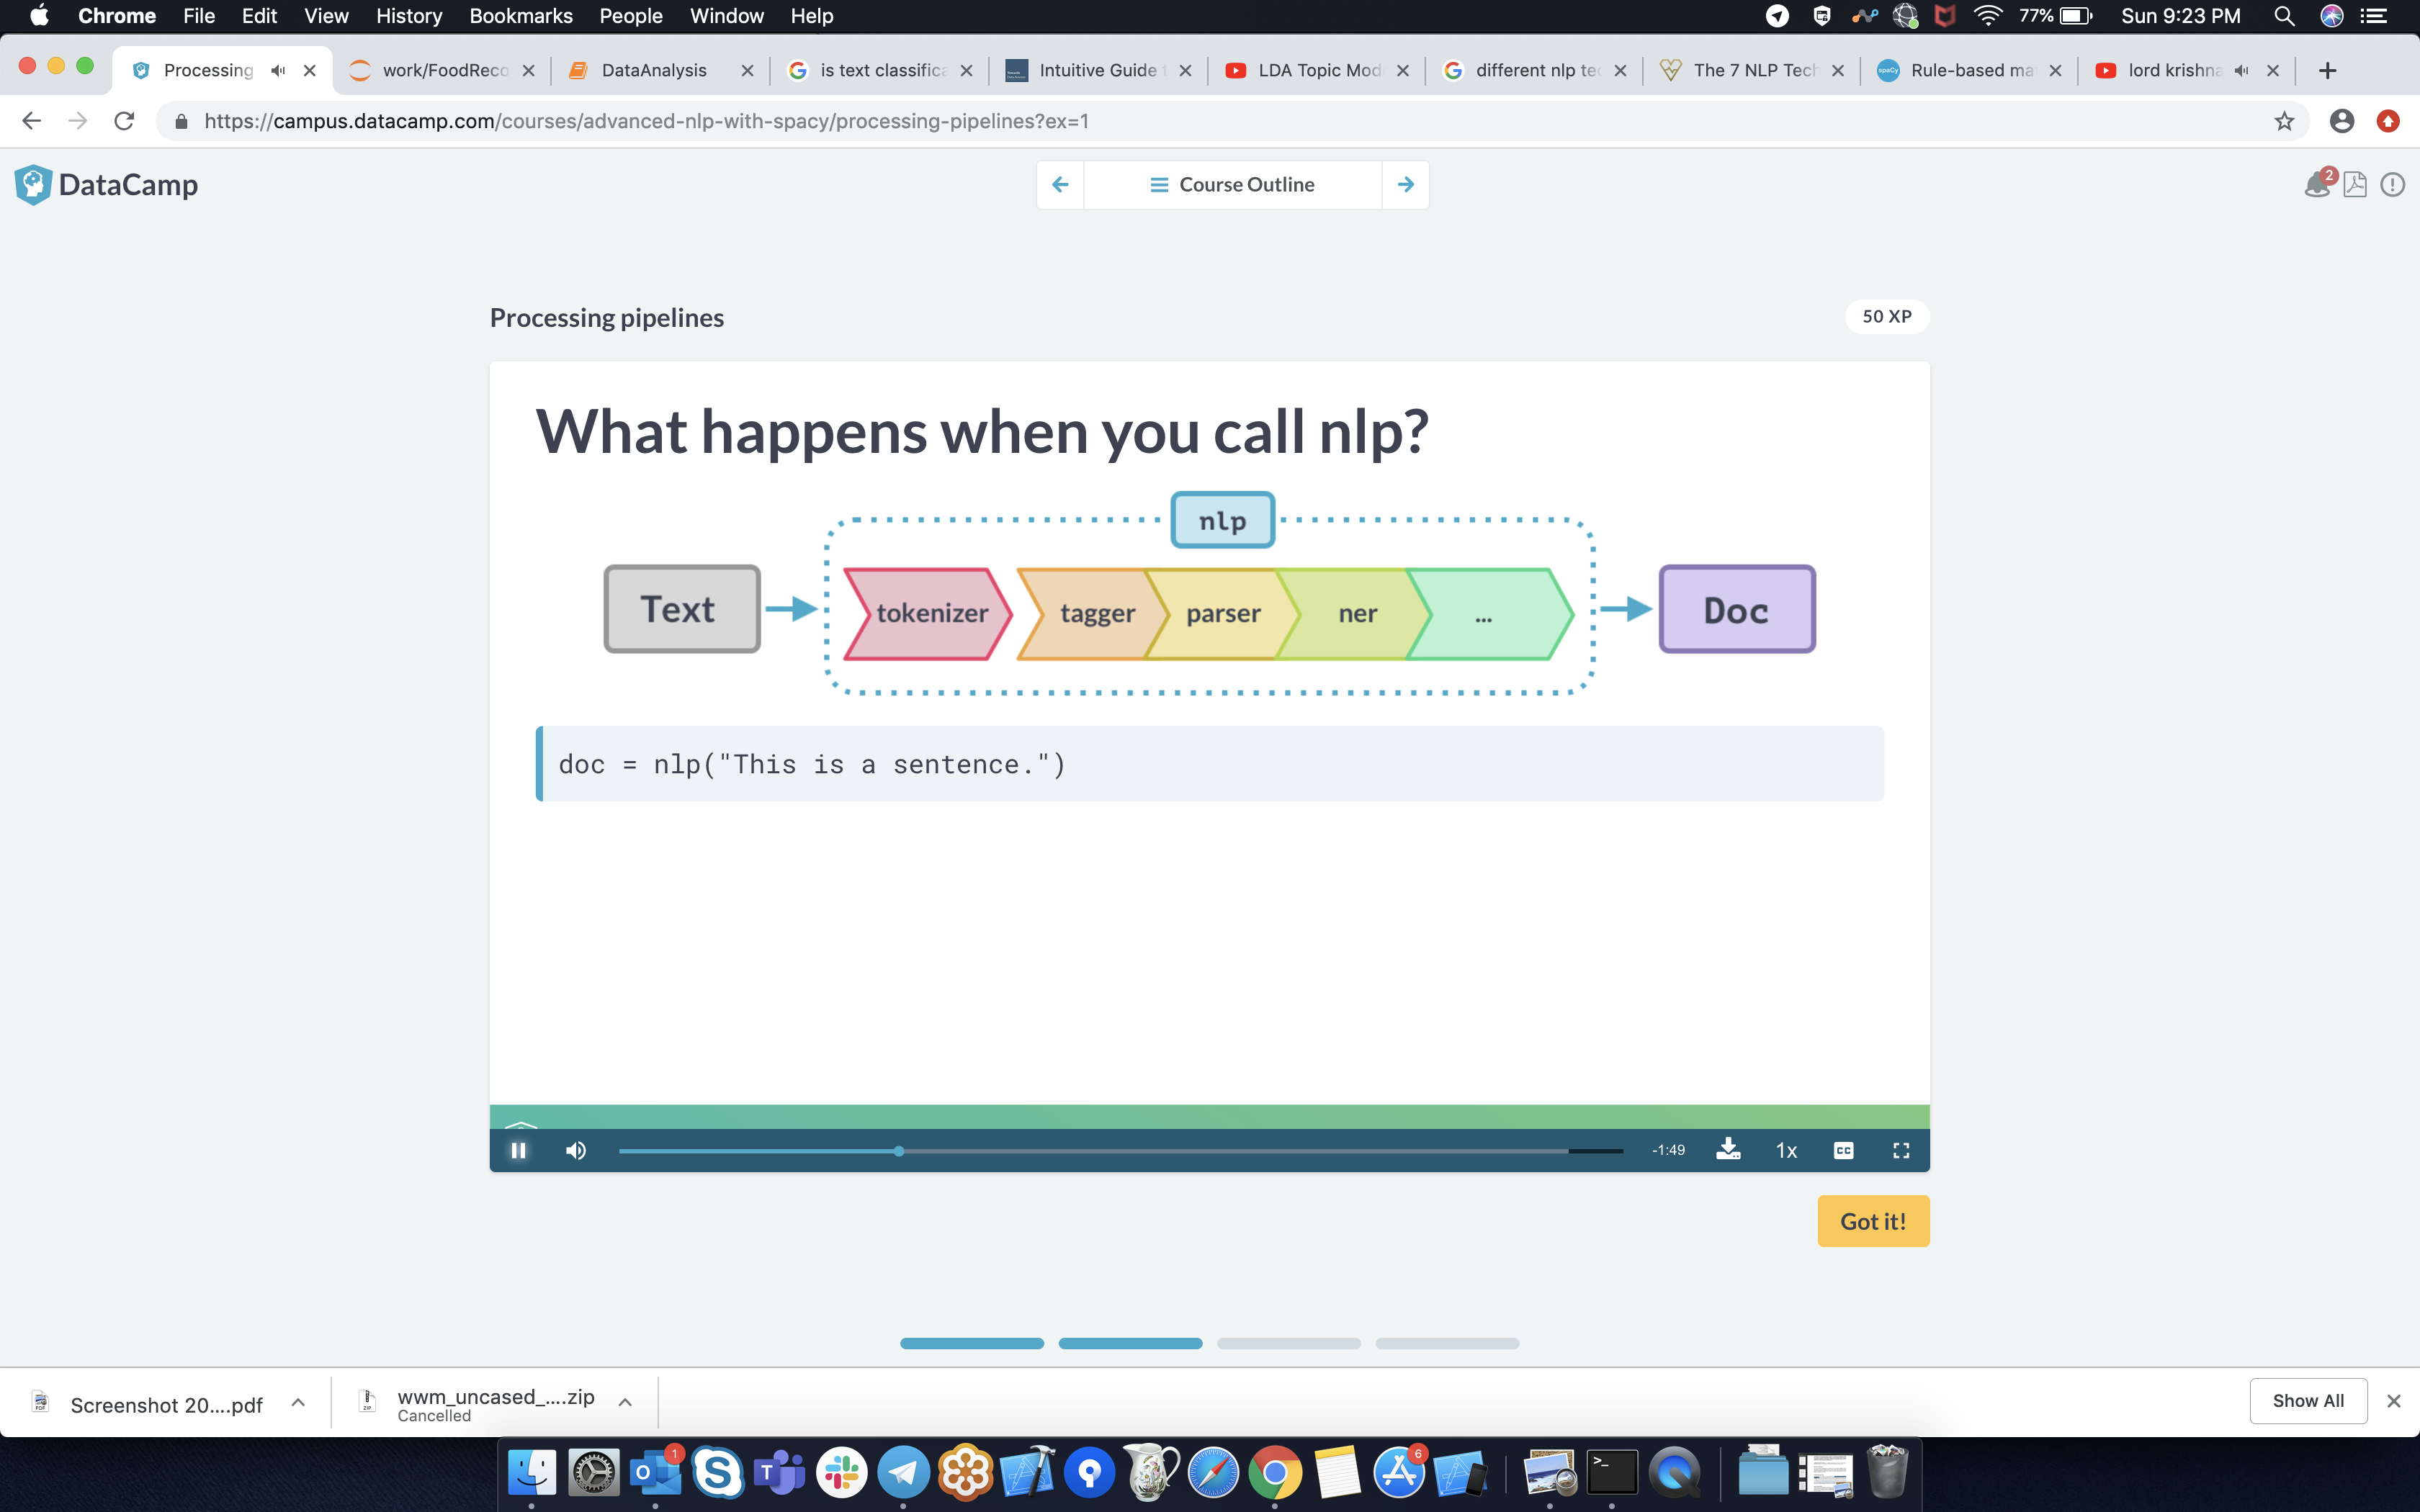 Chrome File Edit View History Bookmarks People Window Help 77% Sun 9:23 PM
Processing work/FoodReco DataAnalysis is text classifica Intuitive Guide LDA Topic Mod different nlp tec The 7 NLP Tech Rule-based ma lord krishna
https://campus.datacamp.com/courses/advanced-nlp-with-spacy/processing-pipelines?ex=1
DataCamp
Course Outline
2
Processing pipelines
50 XP
What happens when you call nlp?
nlp
Text
tokenizer tagger parser ner ...
Doc
doc = nlp("This is a sentence.")
-1:49 1x CC
Got it!
Screenshot 20....pdf
wwm_uncased_....zip
Cancelled
Show All
1
6